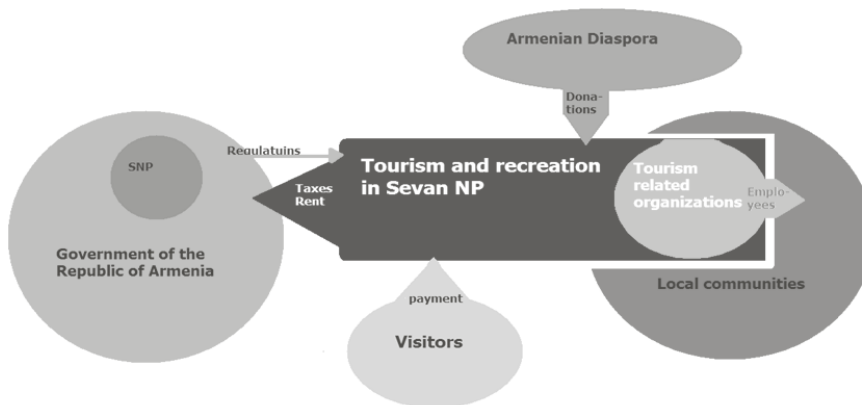 Armenian Diaspora
Dona-
tions
SNP
Regulatuins
Taxes
Rent
Tourism and recreation
in Sevan NP
Tourism
related
organizations
Emplo-
yees
Government of the
Republic of Armenia
Local communities
payment
Visitors